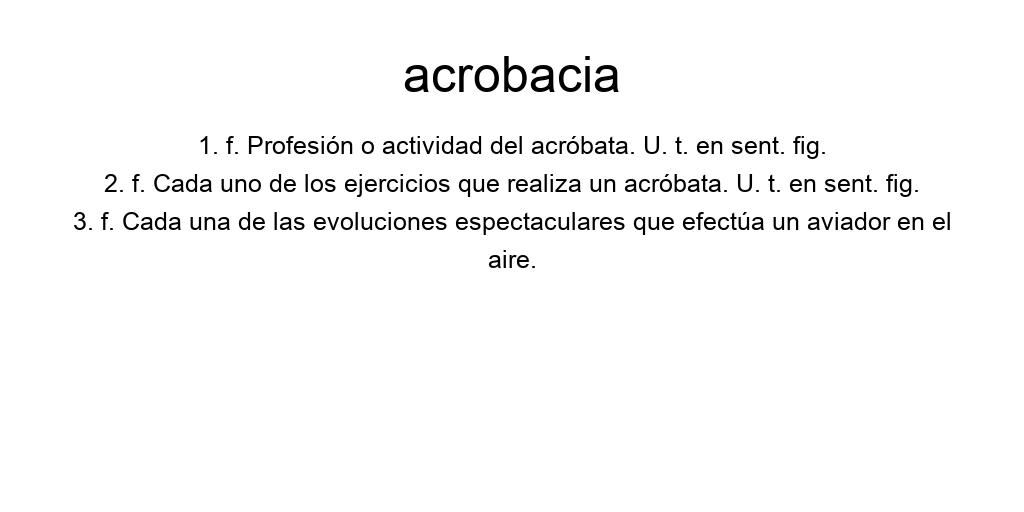 acrobacia
1. f. Profesión o actividad del acróbata. U. t. en sent. fig.
2. f. Cada uno de los ejercicios que realiza un acróbata. U. t. en sent. fig.
3. f. Cada una de las evoluciones espectaculares que efectúa un aviador en el
aire.